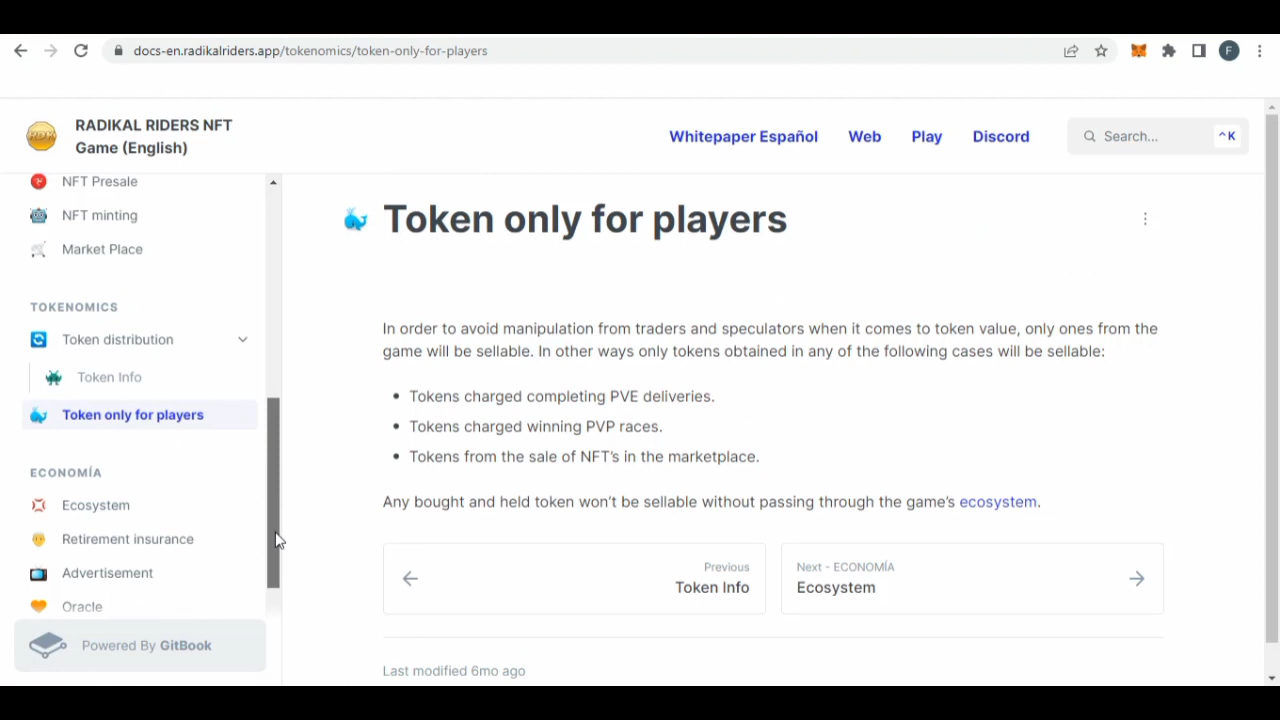 docs-en.radikalriders.app/tokenomics/token-only-for-players
F
RADIKAL RIDERS NFT
Game (English)
Whitepaper Español
Web
Play
Discord
Search...
^K
NFT Presale
NFT minting
Market Place
TOKENOMICS
Token distribution
Token Info
Token only for players
ECONOMÍA
Ecosystem
Retirement insurance
Advertisement
Oracle
Powered By GitBook
Token only for players
In order to avoid manipulation from traders and speculators when it comes to token value, only ones from the
game will be sellable. In other ways only tokens obtained in any of the following cases will be sellable:
• Tokens charged completing PVE deliveries.
• Tokens charged winning PVP races.
• Tokens from the sale of NFT's in the marketplace.
Any bought and held token won't be sellable without passing through the game's ecosystem.
Previous
Token Info
Next - ECONOMÍA
Ecosystem
Last modified 6mo ago